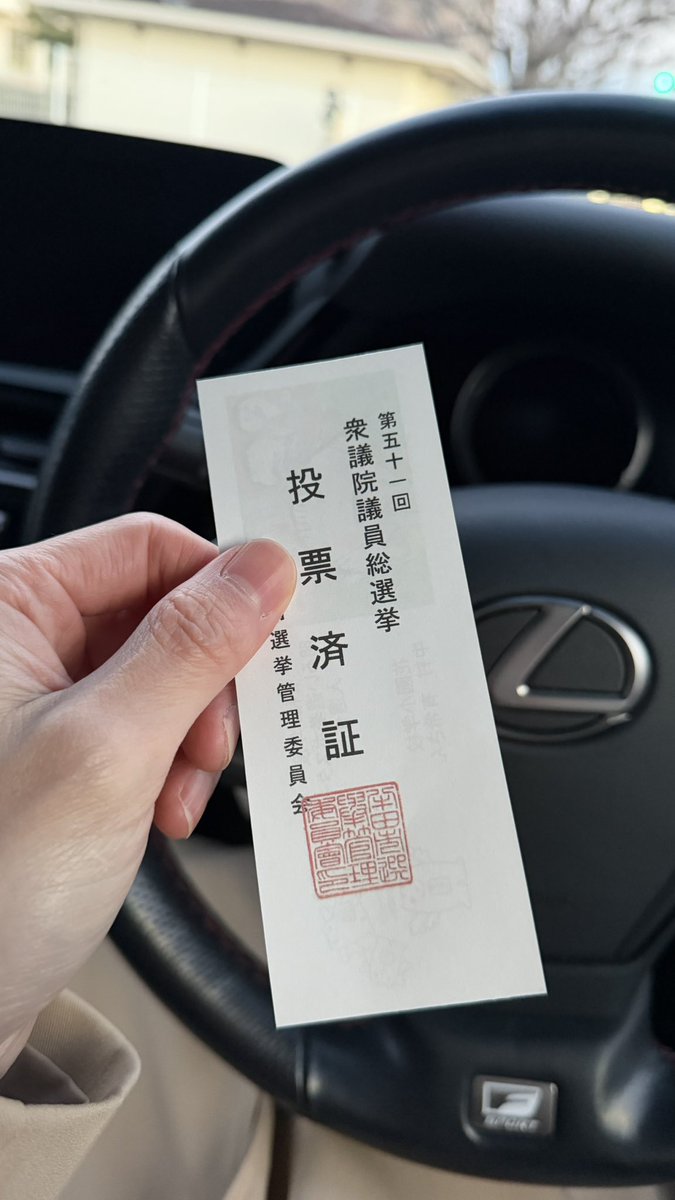 第五十一回
衆議院議員総選挙
投票済証
選挙管理委員会
F SPORT